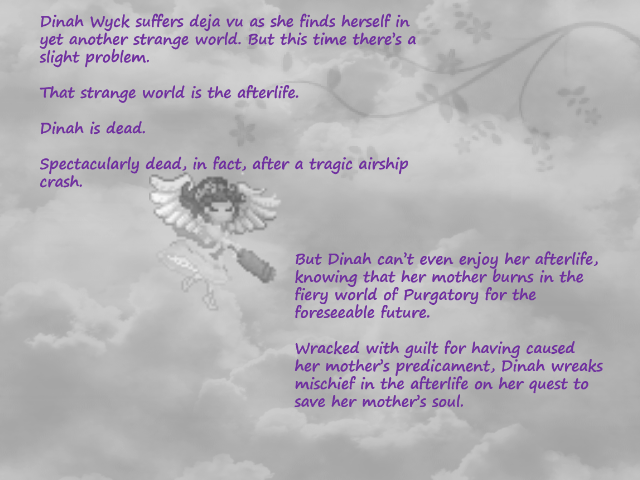 Dinah Wyck suffers deja vu as she finds herself in
yet another strange world. But this time there's a
slight problem.
That strange world is the afterlife.
Dinah is dead.
Spectacularly dead, in fact, after a tragic airship
crash.
But Dinah can't even enjoy her afterlife,
knowing that her mother burns in the
fiery world of Purgatory for the
foreseeable future.
Wracked with guilt for having caused
her mother's predicament, Dinah wreaks
mischief in the afterlife on her quest to
save her mother's soul.